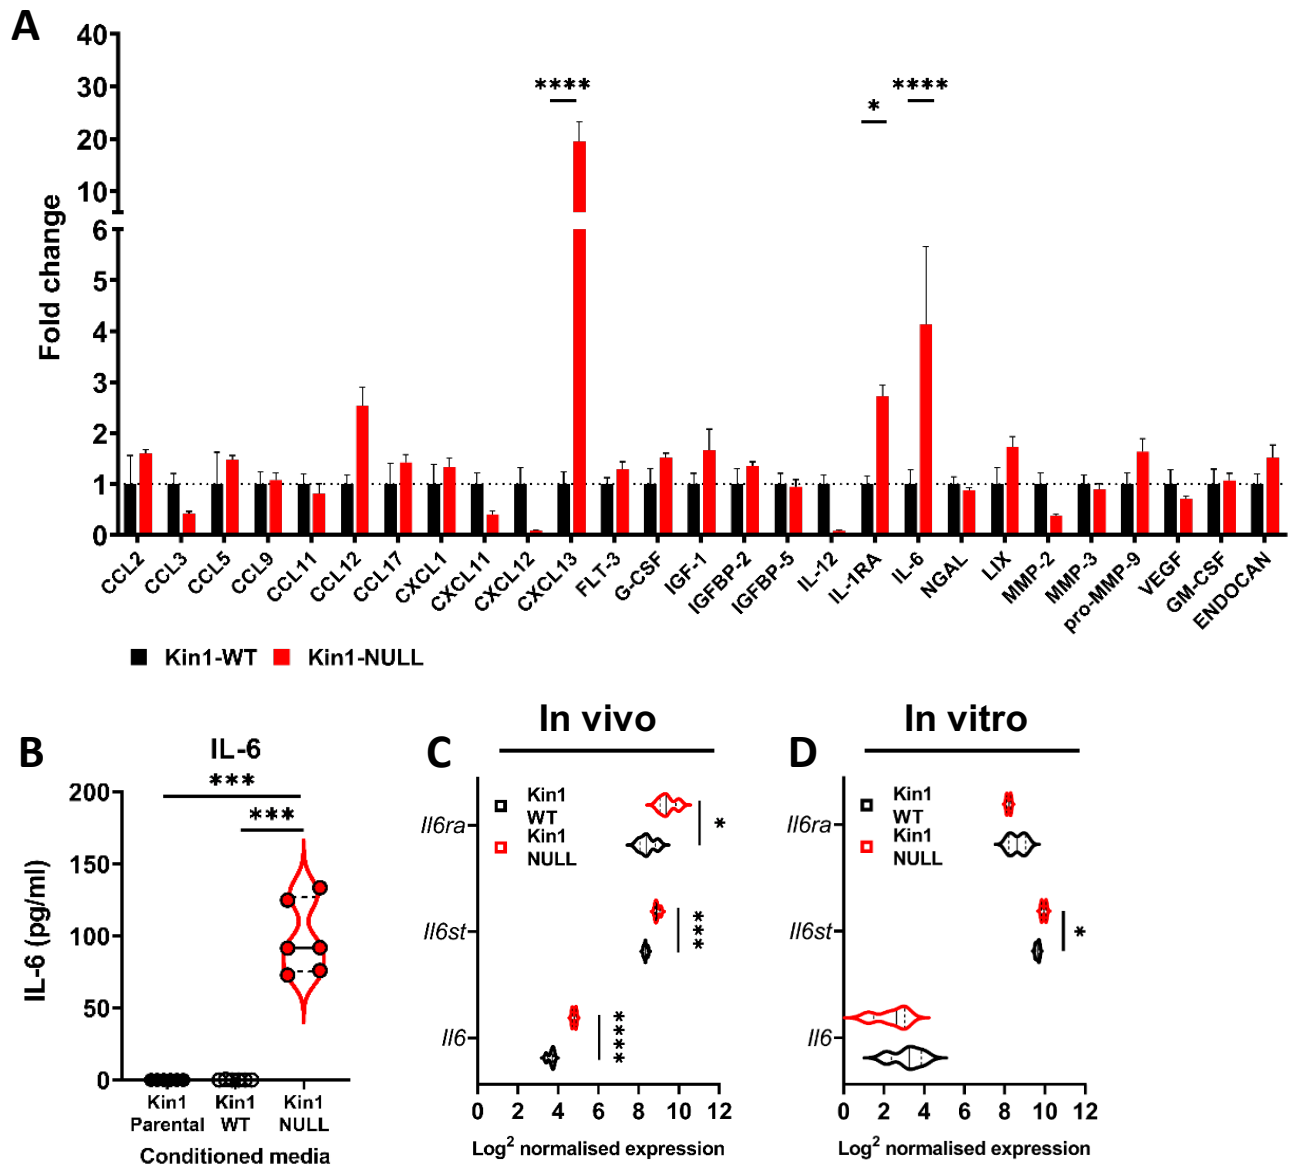 A
40
30
20
10
6
5
4
3
2
1
0
Fold change
****
*
****
CCL2
CCL3
CCL5
CCL9
CCL11
CCL12
CCL17
CXCL1
CXCL11
CXCL12
CXCL13
FLT-3
G-CSF
IGF-1
IGFBP-2
IGFBP-5
IL-12
IL-1RA
IL-6
NGAL
LIX
MMP-2
MMP-3
pro-MMP-9
VEGF
GM-CSF
ENDOCAN
Kin1-WT
Kin1-NULL
B
IL-6
***
***
200
150
100
50
0
IL-6 (pg/ml)
Kin1
Parental
Kin1
WT
Kin1
NULL
Conditioned media
In vivo
C
Kin1
WT
Kin1
NULL
Il6ra
Il6st
Il6
*
***
****
0 2 4 6 8 10 12
Log2 normalised expression
In vitro
D
Kin1
WT
Kin1
NULL
Il6ra
Il6st
Il6
*
0 2 4 6 8 10 12
Log2 normalised expression